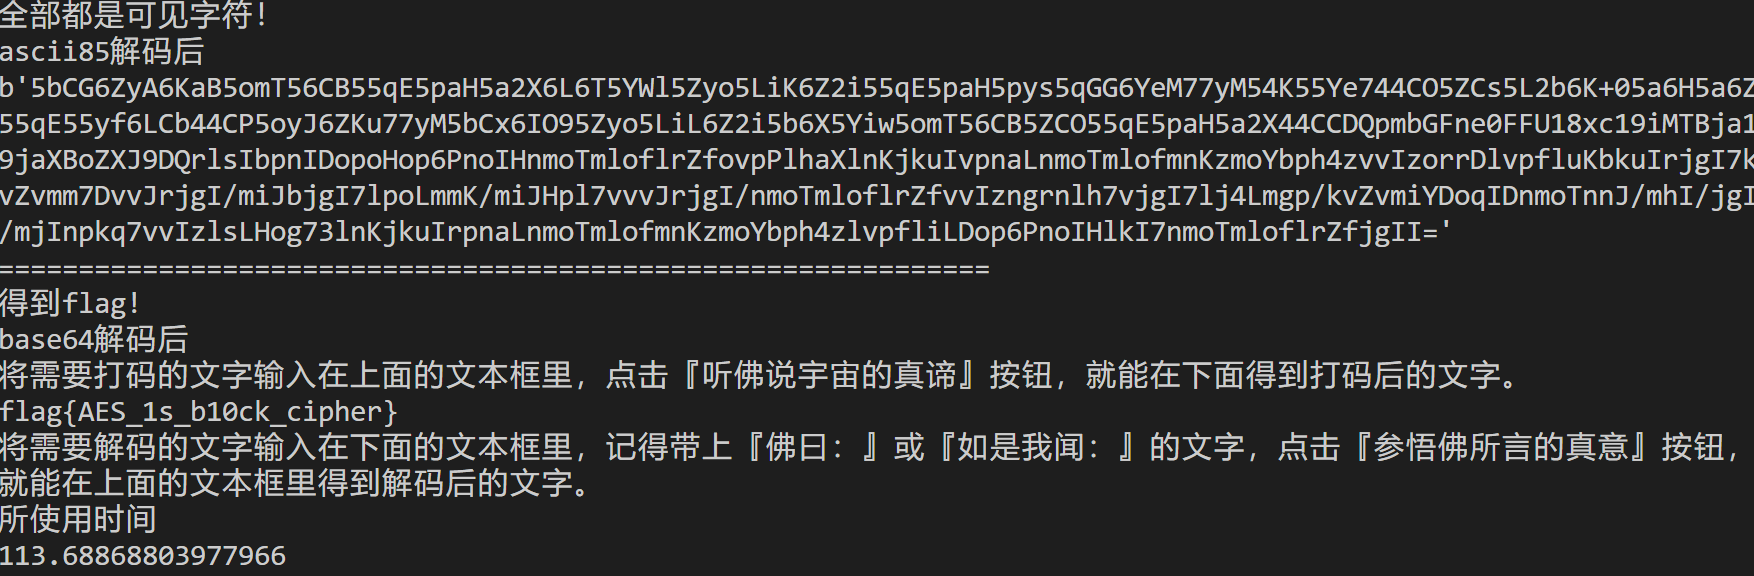 全部都是可见字符!
ascii85解码后
b'5bCG6ZyA6KaB5omT56CB55qE5paH5a2X6L6T5YWl5Zyo5LiK6Z2i55qE5paH5pys5qGG6YeM77yM54K55Ye744CO5ZCs5L2b6K+05a6H5a6Z
55qE55yf6LCb44CP5oyJ6ZKu77yM5bCx6IO95Zyo5LiL6Z2i5b6X5Yiw5omT56CB5ZCO55qE5paH5a2X44CCDQpmbGFne0FFU18xc19iMTBja1
9jaXBoZXJ9DQrlsIbpnIDopoHop6PnoIHnmoTmloflrZfovpPlhaXlnKjkuIvpnaLnmoTmlofmnKzmoYbph4zvvIzorrDlvpfluKbkuIrjgI7k
vZvmm7DvvJrjgI/miJbjgI7lpoLmmK/miJHpl7vvvJrjgI/nmoTmloflrZfvvIzngrnlh7vjgI7lj4Lmgp/kvZvmiYDoqIDnmoTnnJ/mhI/jgI
/mjInpkq7vvIzlsLHog73lnKjkuIrpnaLnmoTmlofmnKzmoYbph4zlvpfliLDop6PnoIHlkI7nmoTmloflrZfjgII='
==============================================================
得到flag!
base64解码后
将需要打码的文字输入在上面的文本框里，点击『听佛说宇宙的真谛』按钮，就能在下面得到打码后的文字。
flag{AES_1s_b10ck_cipher}
将需要解码的文字输入在下面的文本框里，记得带上『佛曰：』或『如是我闻：』的文字，点击『参悟佛所言的真意』按钮，
就能在上面的文本框里得到解码后的文字。
所使用时间
113.68868803977966